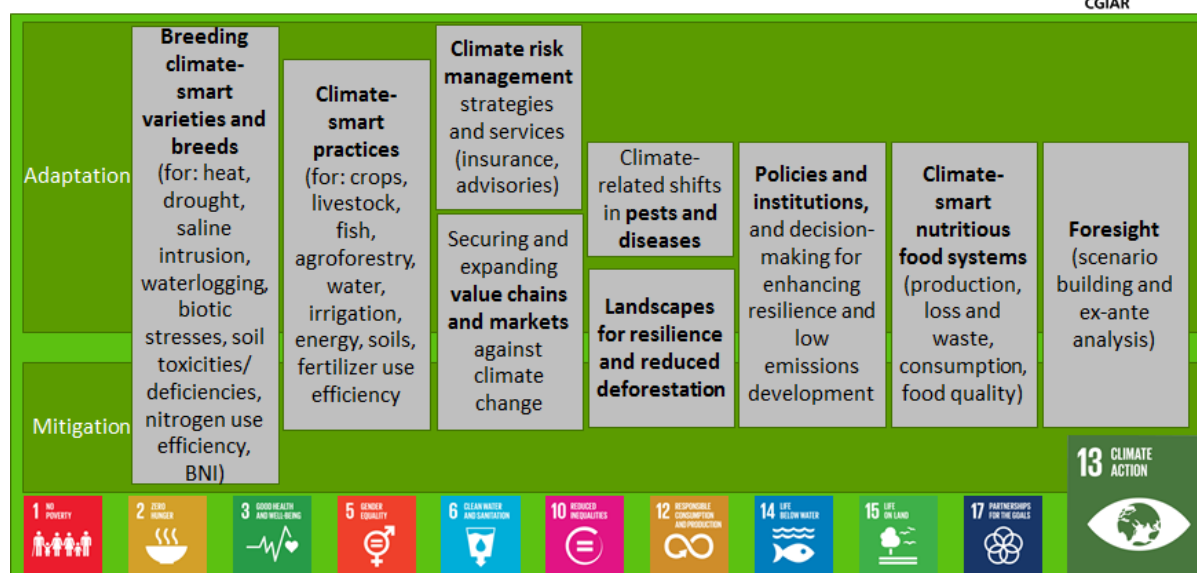 CGIAR
Adaptation
Mitigation
Breeding
climate-
smart
varieties and
breeds
(for: heat,
drought,
saline
intrusion,
waterlogging,
biotic
stresses, soil
toxicities/
deficiencies,
nitrogen use
efficiency,
BNI)
Climate-
smart
practices
(for: crops,
livestock,
fish,
agroforestry,
water,
irrigation,
energy, soils,
fertilizer use
efficiency
Climate risk
management
strategies
and services
(insurance,
advisories)
Securing and
expanding
value chains
and markets
against
climate
change
Climate-
related shifts
in pests and
diseases
Landscapes
for resilience
and reduced
deforestation
Policies and
institutions,
and decision-
making for
enhancing
resilience and
low
emissions
development
Climate-
smart
nutritious
food systems
(production,
loss and
waste,
consumption,
food quality)
Foresight
(scenario
building and
ex-ante
analysis)
1 NO
POVERTY
2 ZERO
HUNGER
3 GOOD HEALTH
AND WELL-BEING
5 GENDER
EQUALITY
6 CLEAN WATER
AND SANITATION
10 REDUCED
INEQUALITIES
12 RESPONSIBLE
CONSUMPTION
AND PRODUCTION
14 LIFE
BELOW WATER
15 LIFE
ON LAND
17 PARTNERSHIPS
FOR THE GOALS
13 CLIMATE
ACTION